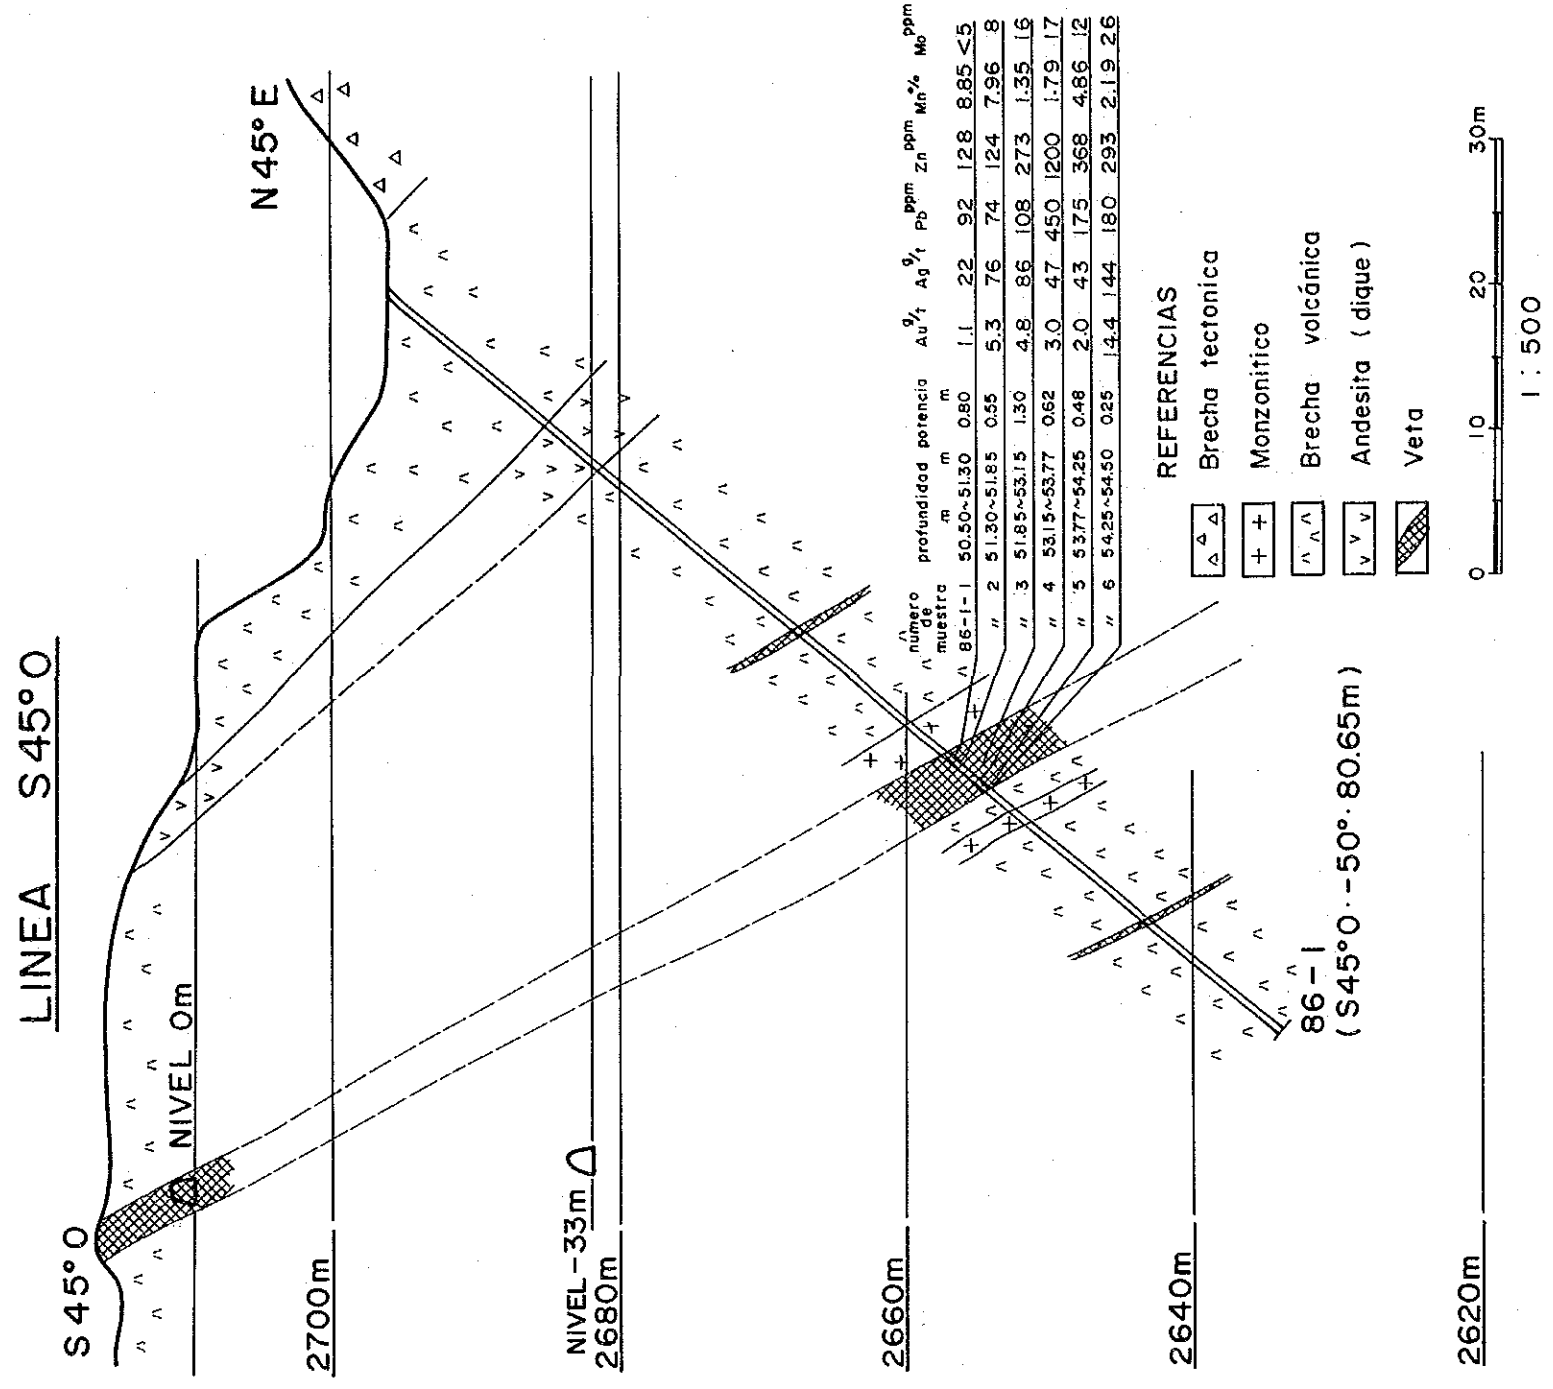 LINEA S45°O
S45°O
N45°E
NIVEL 0m
2700m
NIVEL-33m
2680m
2660m
2640m
2620m
numero de muestra profundidad m m potencia m Au g/t Ag g/t Pb ppm Zn ppm Mn% Mo ppm
86-1-1 50.50~51.30 0.80 1.1 22 92 128 8.85 <5
" 2 51.30~51.85 0.55 5.3 76 74 124 7.96 8
" 3 51.85~53.15 1.30 4.8 86 108 273 1.35 16
" 4 53.15~53.77 0.62 3.0 47 450 1200 1.79 17
" 5 53.77~54.25 0.48 2.0 43 175 368 4.86 12
" 6 54.25~54.50 0.25 14.4 144 180 293 2.19 26
86-1
(S45°O·-50°·80.65m)
REFERENCIAS
Brecha tectonica
Monzonitico
Brecha volcánica
Andesita (dique)
Veta
0 10 20 30m
1:500